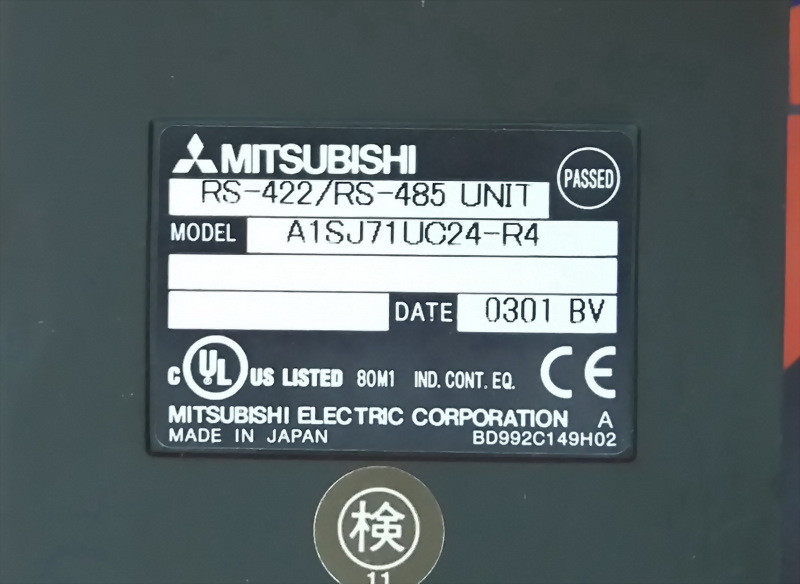 MITSUBISHI
PASSED
RS-422/RS-485 UNIT
MODEL A1SJ71UC24-R4
DATE 0301 BV
C UL US LISTED 80M1 IND. CONT. EQ. CE
MITSUBISHI ELECTRIC CORPORATION A
MADE IN JAPAN BD992C149H02
検
11